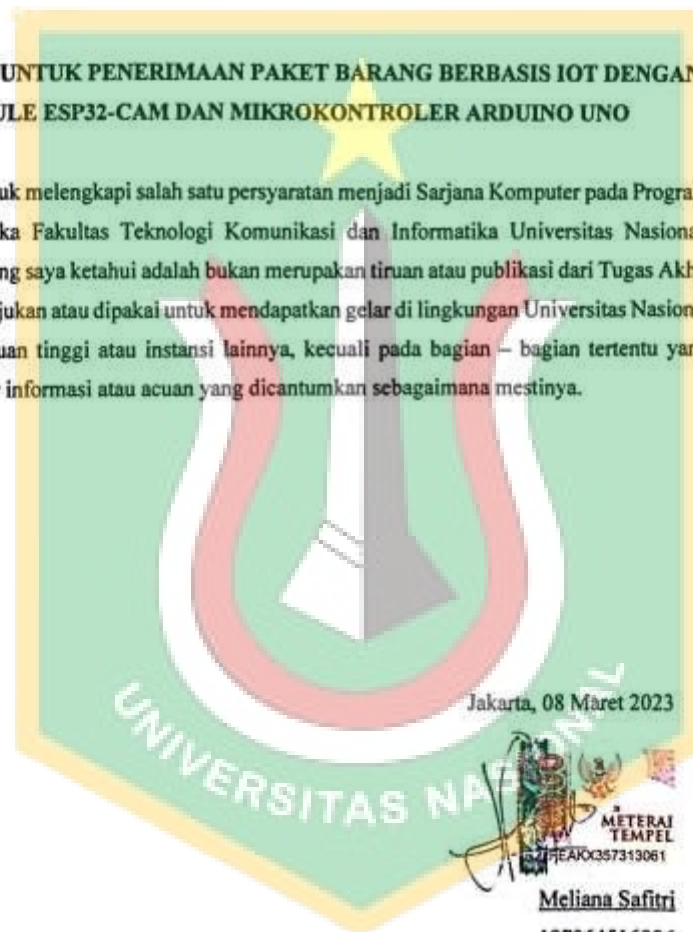 UNTUK PENERIMAAN PAKET BARANG BERBASIS IOT DENGAN
ULE ESP32-CAM DAN MIKROKONTROLER ARDUINO UNO
uk melengkapi salah satu persyaratan menjadi Sarjana Komputer pada Progra
ka Fakultas Teknologi Komunikasi dan Informatika Universitas Nasiona
ng saya ketahui adalah bukan merupakan tiruan atau publikasi dari Tugas Akh
jukan atau dipakai untuk mendapatkan gelar di lingkungan Universitas Nasion
uan tinggi atau instansi lainnya, kecuali pada bagian – bagian tertentu yan
informasi atau acuan yang dicantumkan sebagaimana mestinya.
Jakarta, 08 Maret 2023
UNIVERSITAS NASIONAL
METERAI
TEMPEL
EAKX357313061
Meliana Safitri